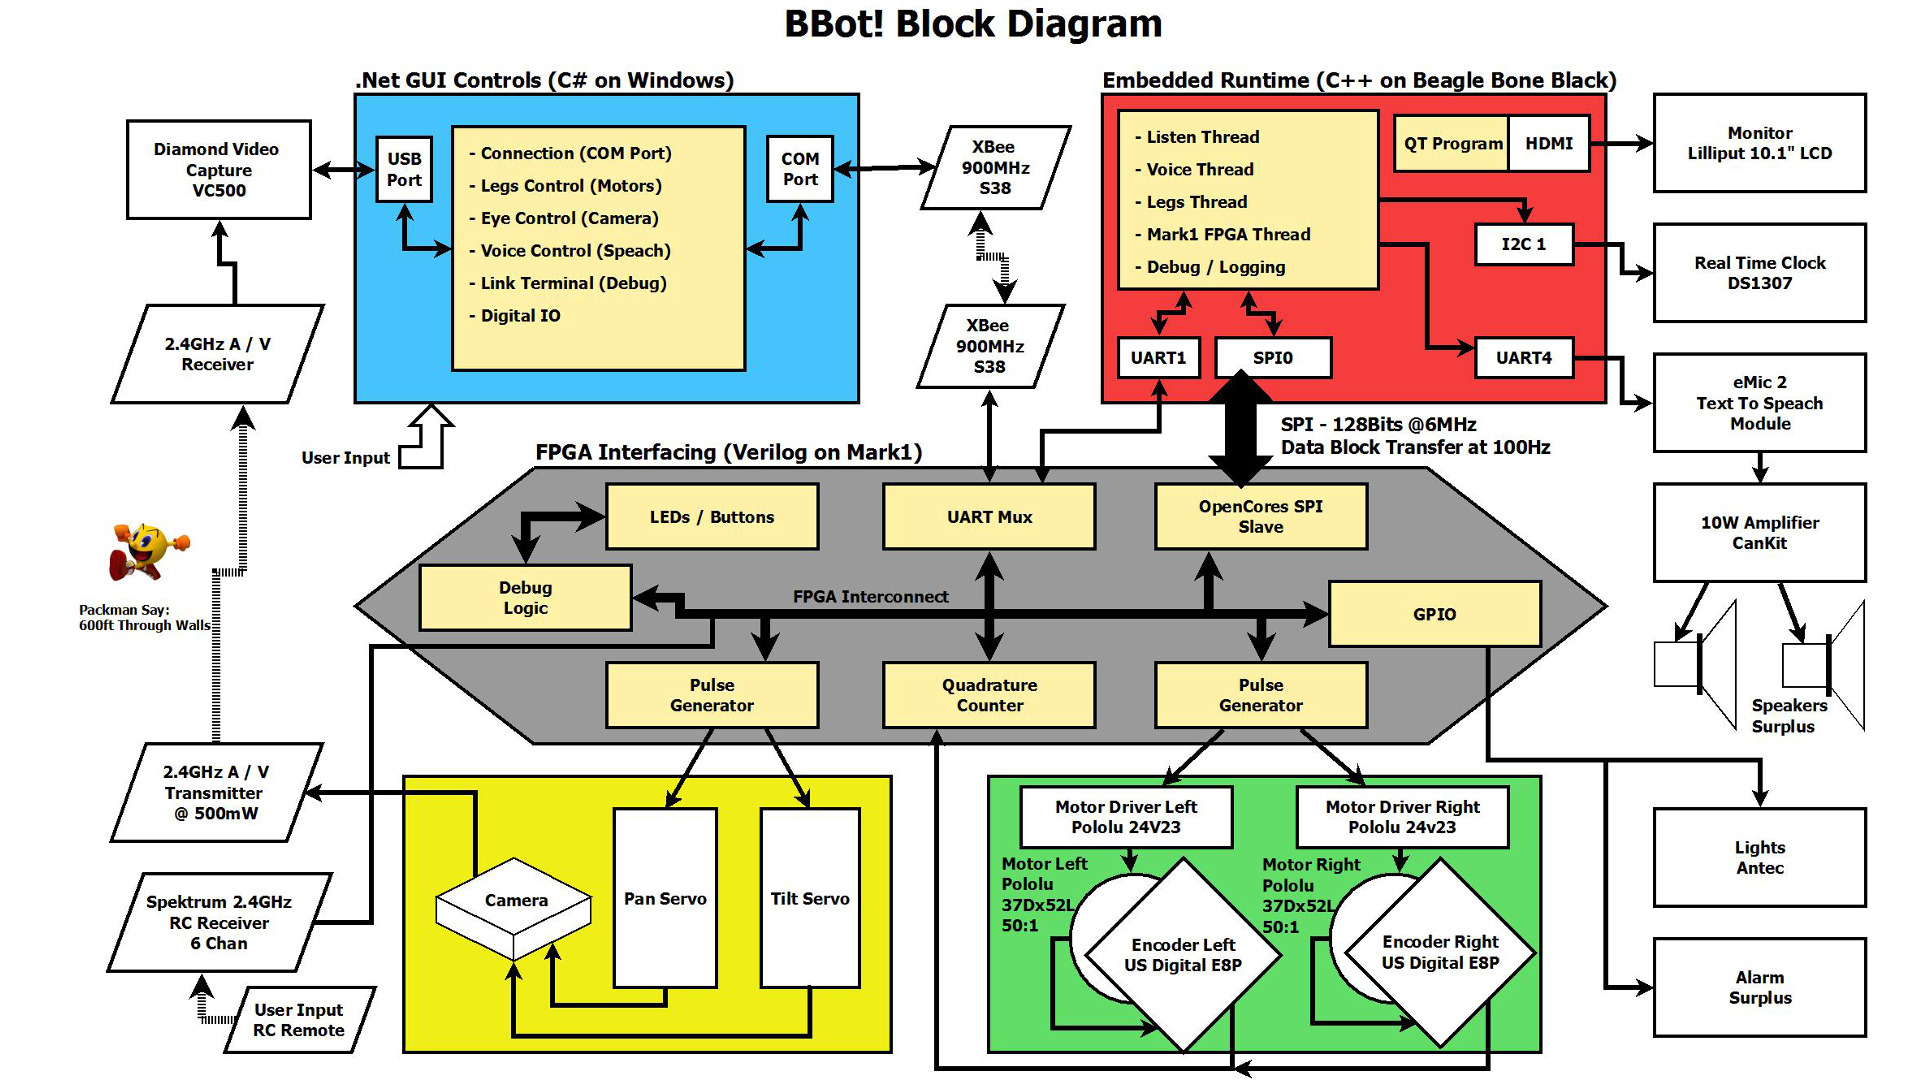 BBot! Block Diagram
.Net GUI Controls (C# on Windows)
Embedded Runtime (C++ on Beagle Bone Black)
Diamond Video
Capture
VC500
USB
Port
- Connection (COM Port)
- Legs Control (Motors)
- Eye Control (Camera)
- Voice Control (Speach)
- Link Terminal (Debug)
- Digital IO
COM
Port
XBee
900MHz
S38
- Listen Thread
- Voice Thread
- Legs Thread
- Mark1 FPGA Thread
- Debug / Logging
QT Program
HDMI
Monitor
Lilliput 10.1" LCD
I2C 1
Real Time Clock
DS1307
2.4GHz A / V
Receiver
XBee
900MHz
S38
UART1
SPI0
UART4
eMic 2
Text To Speach
Module
User Input
SPI - 128Bits @6MHz
Data Block Transfer at 100Hz
FPGA Interfacing (Verilog on Mark1)
LEDs / Buttons
UART Mux
OpenCores SPI
Slave
10W Amplifier
CanKit
Debug
Logic
FPGA Interconnect
GPIO
Packman Say:
600ft Through Walls
Pulse
Generator
Quadrature
Counter
Pulse
Generator
Speakers
Surplus
2.4GHz A / V
Transmitter
@ 500mW
Motor Driver Left
Pololu 24V23
Motor Driver Right
Pololu 24v23
Lights
Antec
Spektrum 2.4GHz
RC Receiver
6 Chan
Camera
Pan Servo
Tilt Servo
Motor Left
Pololu
37Dx52L
50:1
Encoder Left
US Digital E8P
Motor Right
Pololu
37Dx52L
50:1
Encoder Right
US Digital E8P
Alarm
Surplus
User Input
RC Remote